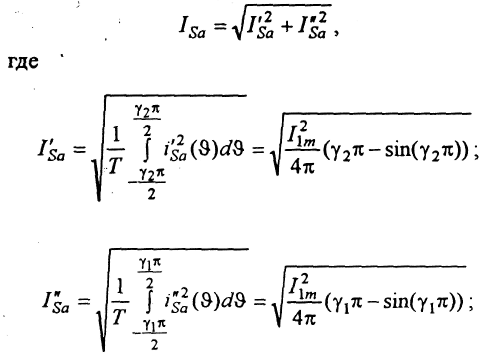 I_{Sa} = \sqrt{I'^2_{Sa} + I''^2_{Sa}},
где
I'_{Sa} = \sqrt{\frac{1}{T} \int_{-\frac{\gamma_2 \pi}{2}}^{\frac{\gamma_2 \pi}{2}} i'^2_{Sa}(\vartheta) d\vartheta} = \sqrt{\frac{I^2_{1m}}{4\pi} (\gamma_2 \pi - \sin(\gamma_2 \pi))};
I''_{Sa} = \sqrt{\frac{1}{T} \int_{-\frac{\gamma_1 \pi}{2}}^{\frac{\gamma_1 \pi}{2}} i''^2_{Sa}(\vartheta) d\vartheta} = \sqrt{\frac{I^2_{1m}}{4\pi} (\gamma_1 \pi - \sin(\gamma_1 \pi))};